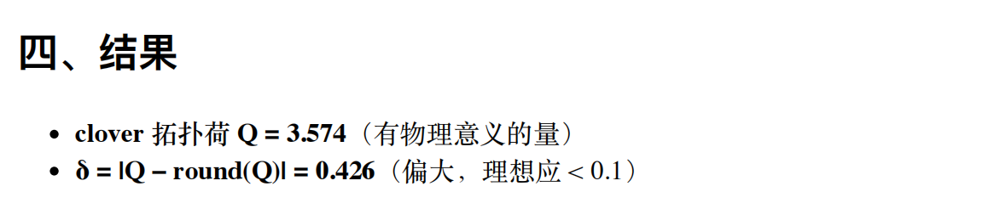 四、结果
• clover 拓扑荷 Q = 3.574（有物理意义的量）
• δ = |Q − round(Q)| = 0.426（偏大，理想应 < 0.1）